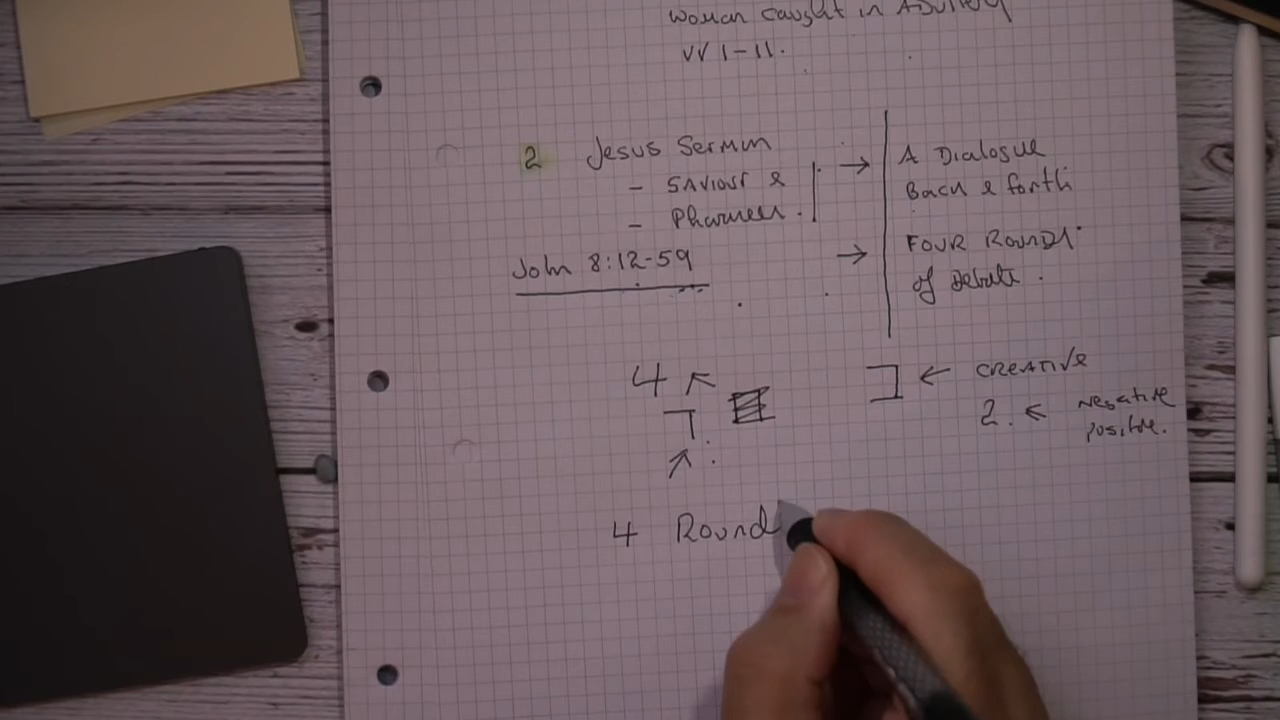 Woman caught in Adultery
VV 1-11.
2 Jesus Sermon
- Saviour &
- Pharisees.
John 8:12-59
→ A Dialogue
Back & forth
→ Four Rounds
of Debate.
4
] ← creative
2. ← negative
positive.
4 Round